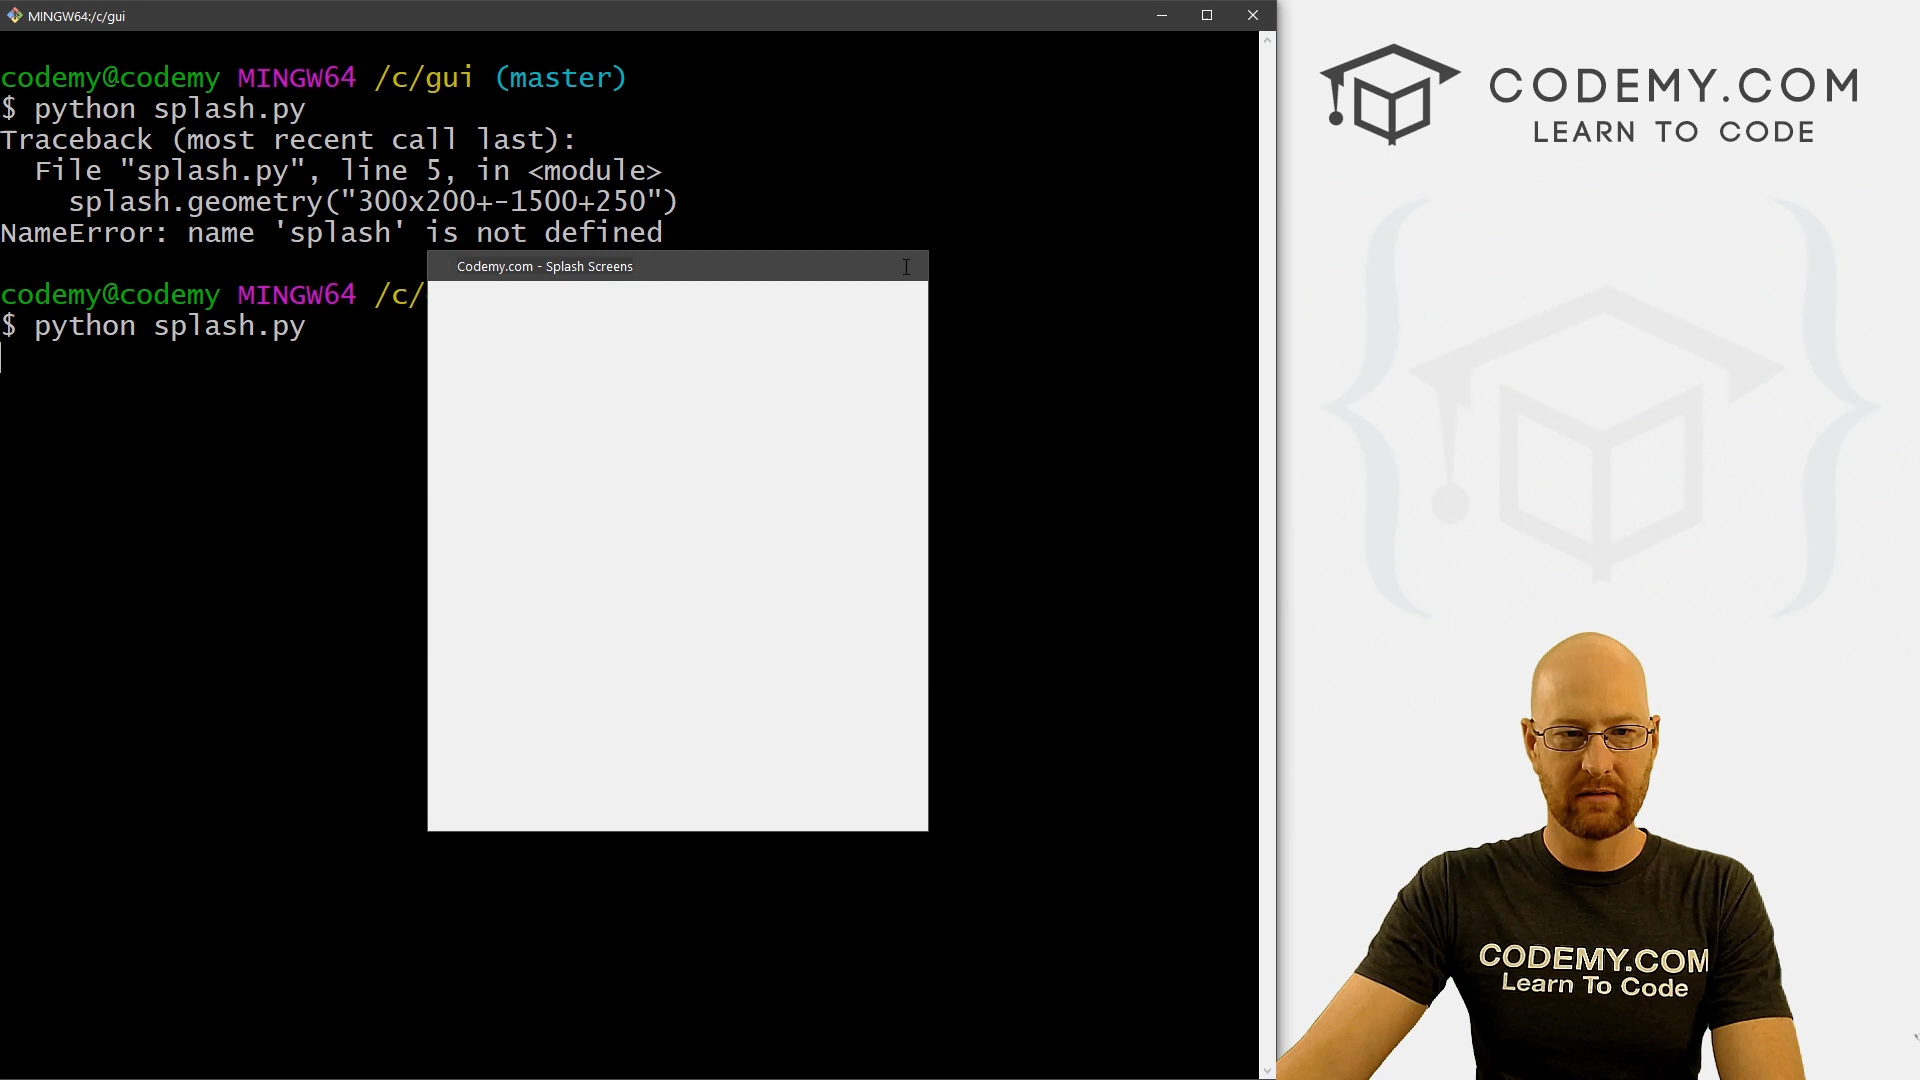 MINGW64:/c/gui
codemy@codemy MINGW64 /c/gui (master)
$ python splash.py
Traceback (most recent call last):
File "splash.py", line 5, in <module>
splash.geometry("300x200+-1500+250")
NameError: name 'splash' is not defined
codemy@codemy MINGW64 /c/
$ python splash.py
Codemy.com - Splash Screens
CODEMY.COM
LEARN TO CODE
CODEMY.COM
Learn To Code